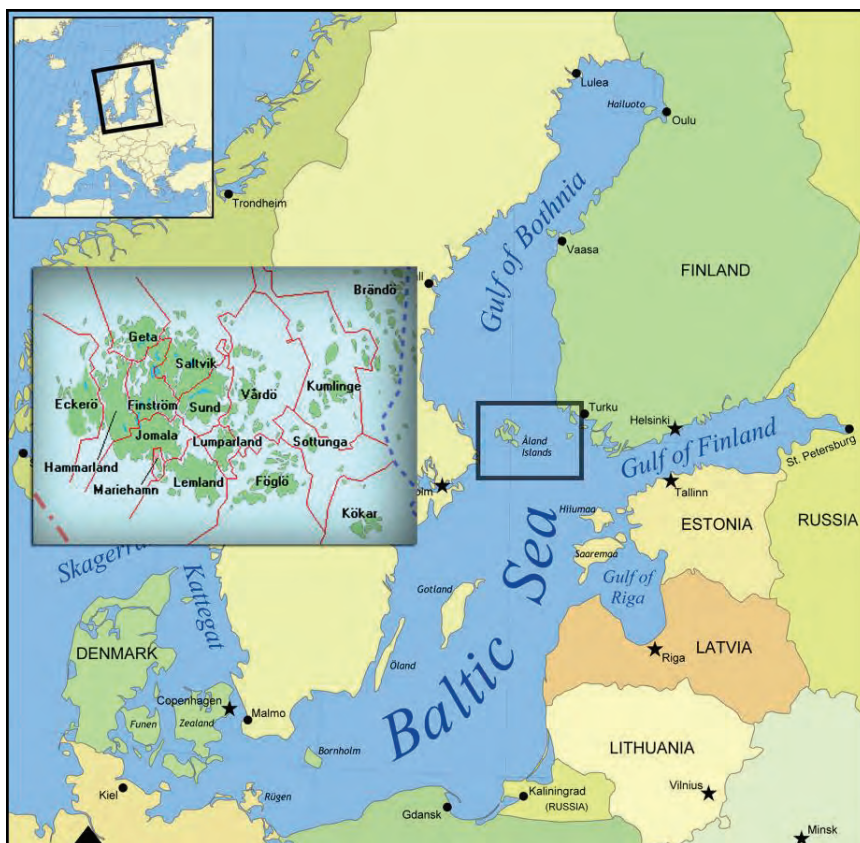 Lulea
Hailuoto
Oulu
Trondheim
Gulf of Bothnia
Vaasa
FINLAND
Brändö
Geta
Saltvik
Eckerö
Finström
Sund
Vårdö
Kumlinge
Jomala
Lumparland
Sottunga
Hammarland
Mariehamn
Lemland
Föglö
Kökar
Turku
Helsinki
Åland
Islands
Gulf of Finland
St. Petersburg
Tallinn
Hiiumaa
ESTONIA
RUSSIA
Saaremaa
Gulf of
Riga
Kattegat
Gotland
Baltic Sea
DENMARK
Öland
Riga
LATVIA
Copenhagen
Malmo
Funen
Zealand
Bornholm
LITHUANIA
Vilnius
Kiel
Rügen
Gdansk
Kaliningrad
(RUSSIA)
Minsk